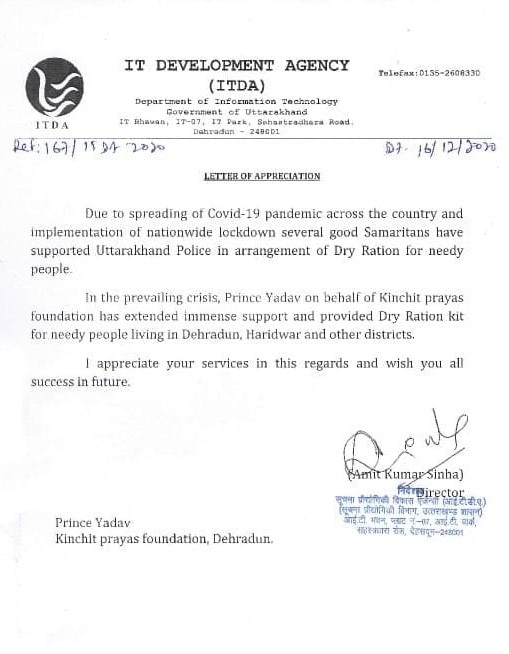 IT DEVELOPMENT AGENCY
(ITDA)
Telefax:0135-2608330
Department of Information Technology
Government of Uttarakhand
IT Bhavan, IT-07, IT Park, Sahastradhara Road.
Dehradun - 248001
ITDA
Ref: 167/ITDA-2020
Dt- 16/12/2020
LETTER OF APPRECIATION
Due to spreading of Covid-19 pandemic across the country and
implementation of nationwide lockdown several good Samaritans have
supported Uttarakhand Police in arrangement of Dry Ration for needy
people.
In the prevailing crisis, Prince Yadav on behalf of Kinchit prayas
foundation has extended immense support and provided Dry Ration kit
for needy people living in Dehradun, Haridwar and other districts.
I appreciate your services in this regards and wish you all
success in future.
(Amit Kumar Sinha)
निदेशक
Director
सूचना प्रौद्योगिकी विकास एजेन्सी (आई.टी.डी.ए.)
(सूचना प्रौद्योगिकी विभाग, उत्तराखण्ड शासन)
आई.टी. भवन, प्लाट नं.-07, आई.टी. पार्क,
सहस्त्रधारा रोड, देहरादून-248001
Prince Yadav
Kinchit prayas foundation, Dehradun.